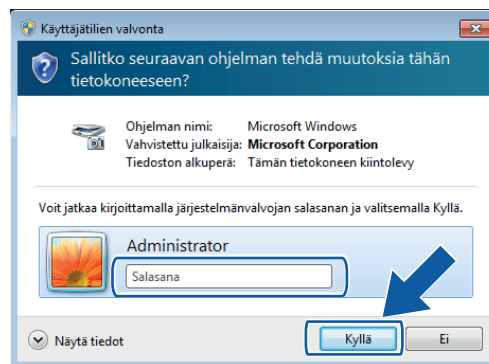 Käyttäjätilien valvonta
Sallitko seuraavan ohjelman tehdä muutoksia tähän
tietokoneeseen?
Ohjelman nimi: Microsoft Windows
Vahvistettu julkaisija: Microsoft Corporation
Tiedoston alkuperä: Tämän tietokoneen kiintolevy
Voit jatkaa kirjoittamalla järjestelmänvalvojan salasanan ja valitsemalla Kyllä.
Administrator
Salasana
Näytä tiedot Kyllä Ei